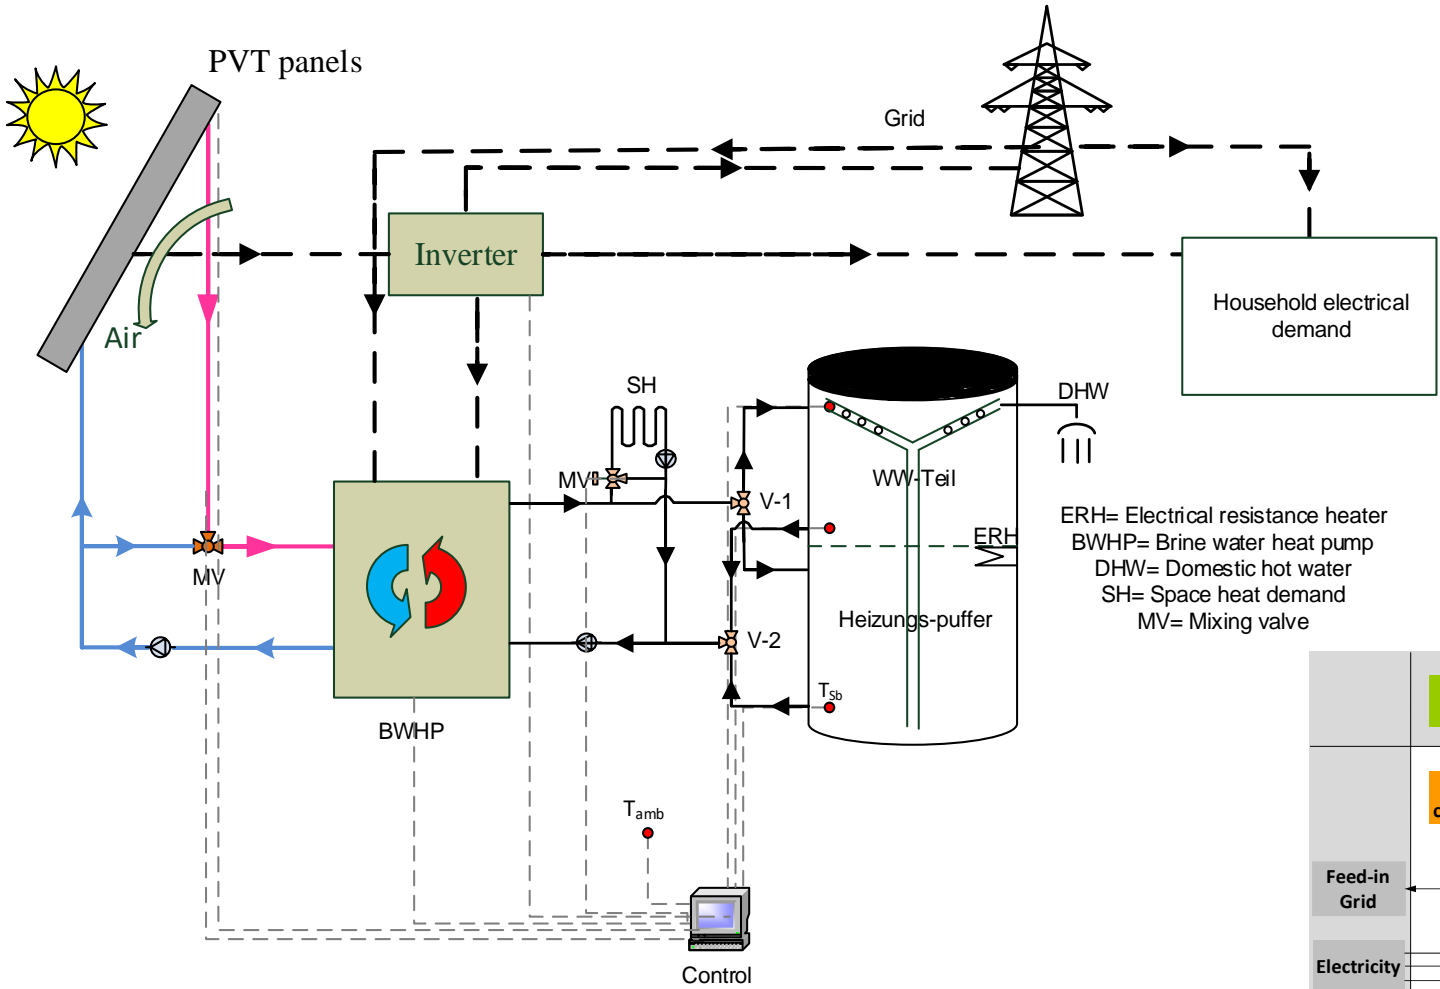 PVT panels
Grid
Inverter
Air
Household electrical
demand
SH
DHW
MV
V-1
WW-Teil
ERH
ERH= Electrical resistance heater
BWHP= Brine water heat pump
DHW= Domestic hot water
SH= Space heat demand
MV= Mixing valve
MV
Heizungs-puffer
V-2
TSb
BWHP
Tamb
Control
Feed-in
Grid
Electricity